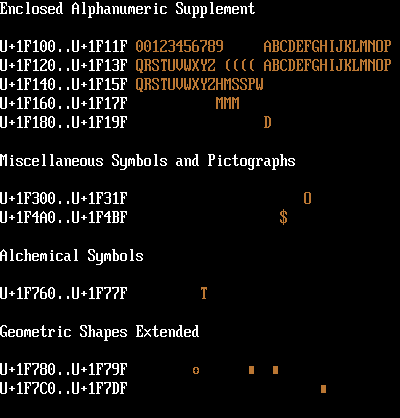 Enclosed Alphanumeric Supplement
U+1F100..U+1F11F 00123456789     ABCDEFGHIJKLMNOP
U+1F120..U+1F13F QRSTUVWXYZ (((( ABCDEFGHIJKLMNOP
U+1F140..U+1F15F QRSTUVWXYZHMSSPW
U+1F160..U+1F17F           MMM
U+1F180..U+1F19F                 D
Miscellaneous Symbols and Pictographs
U+1F300..U+1F31F                      O
U+1F4A0..U+1F4BF                   $
Alchemical Symbols
U+1F760..U+1F77F         T
Geometric Shapes Extended
U+1F780..U+1F79F        o      ▪  ▪
U+1F7C0..U+1F7DF                        ▪